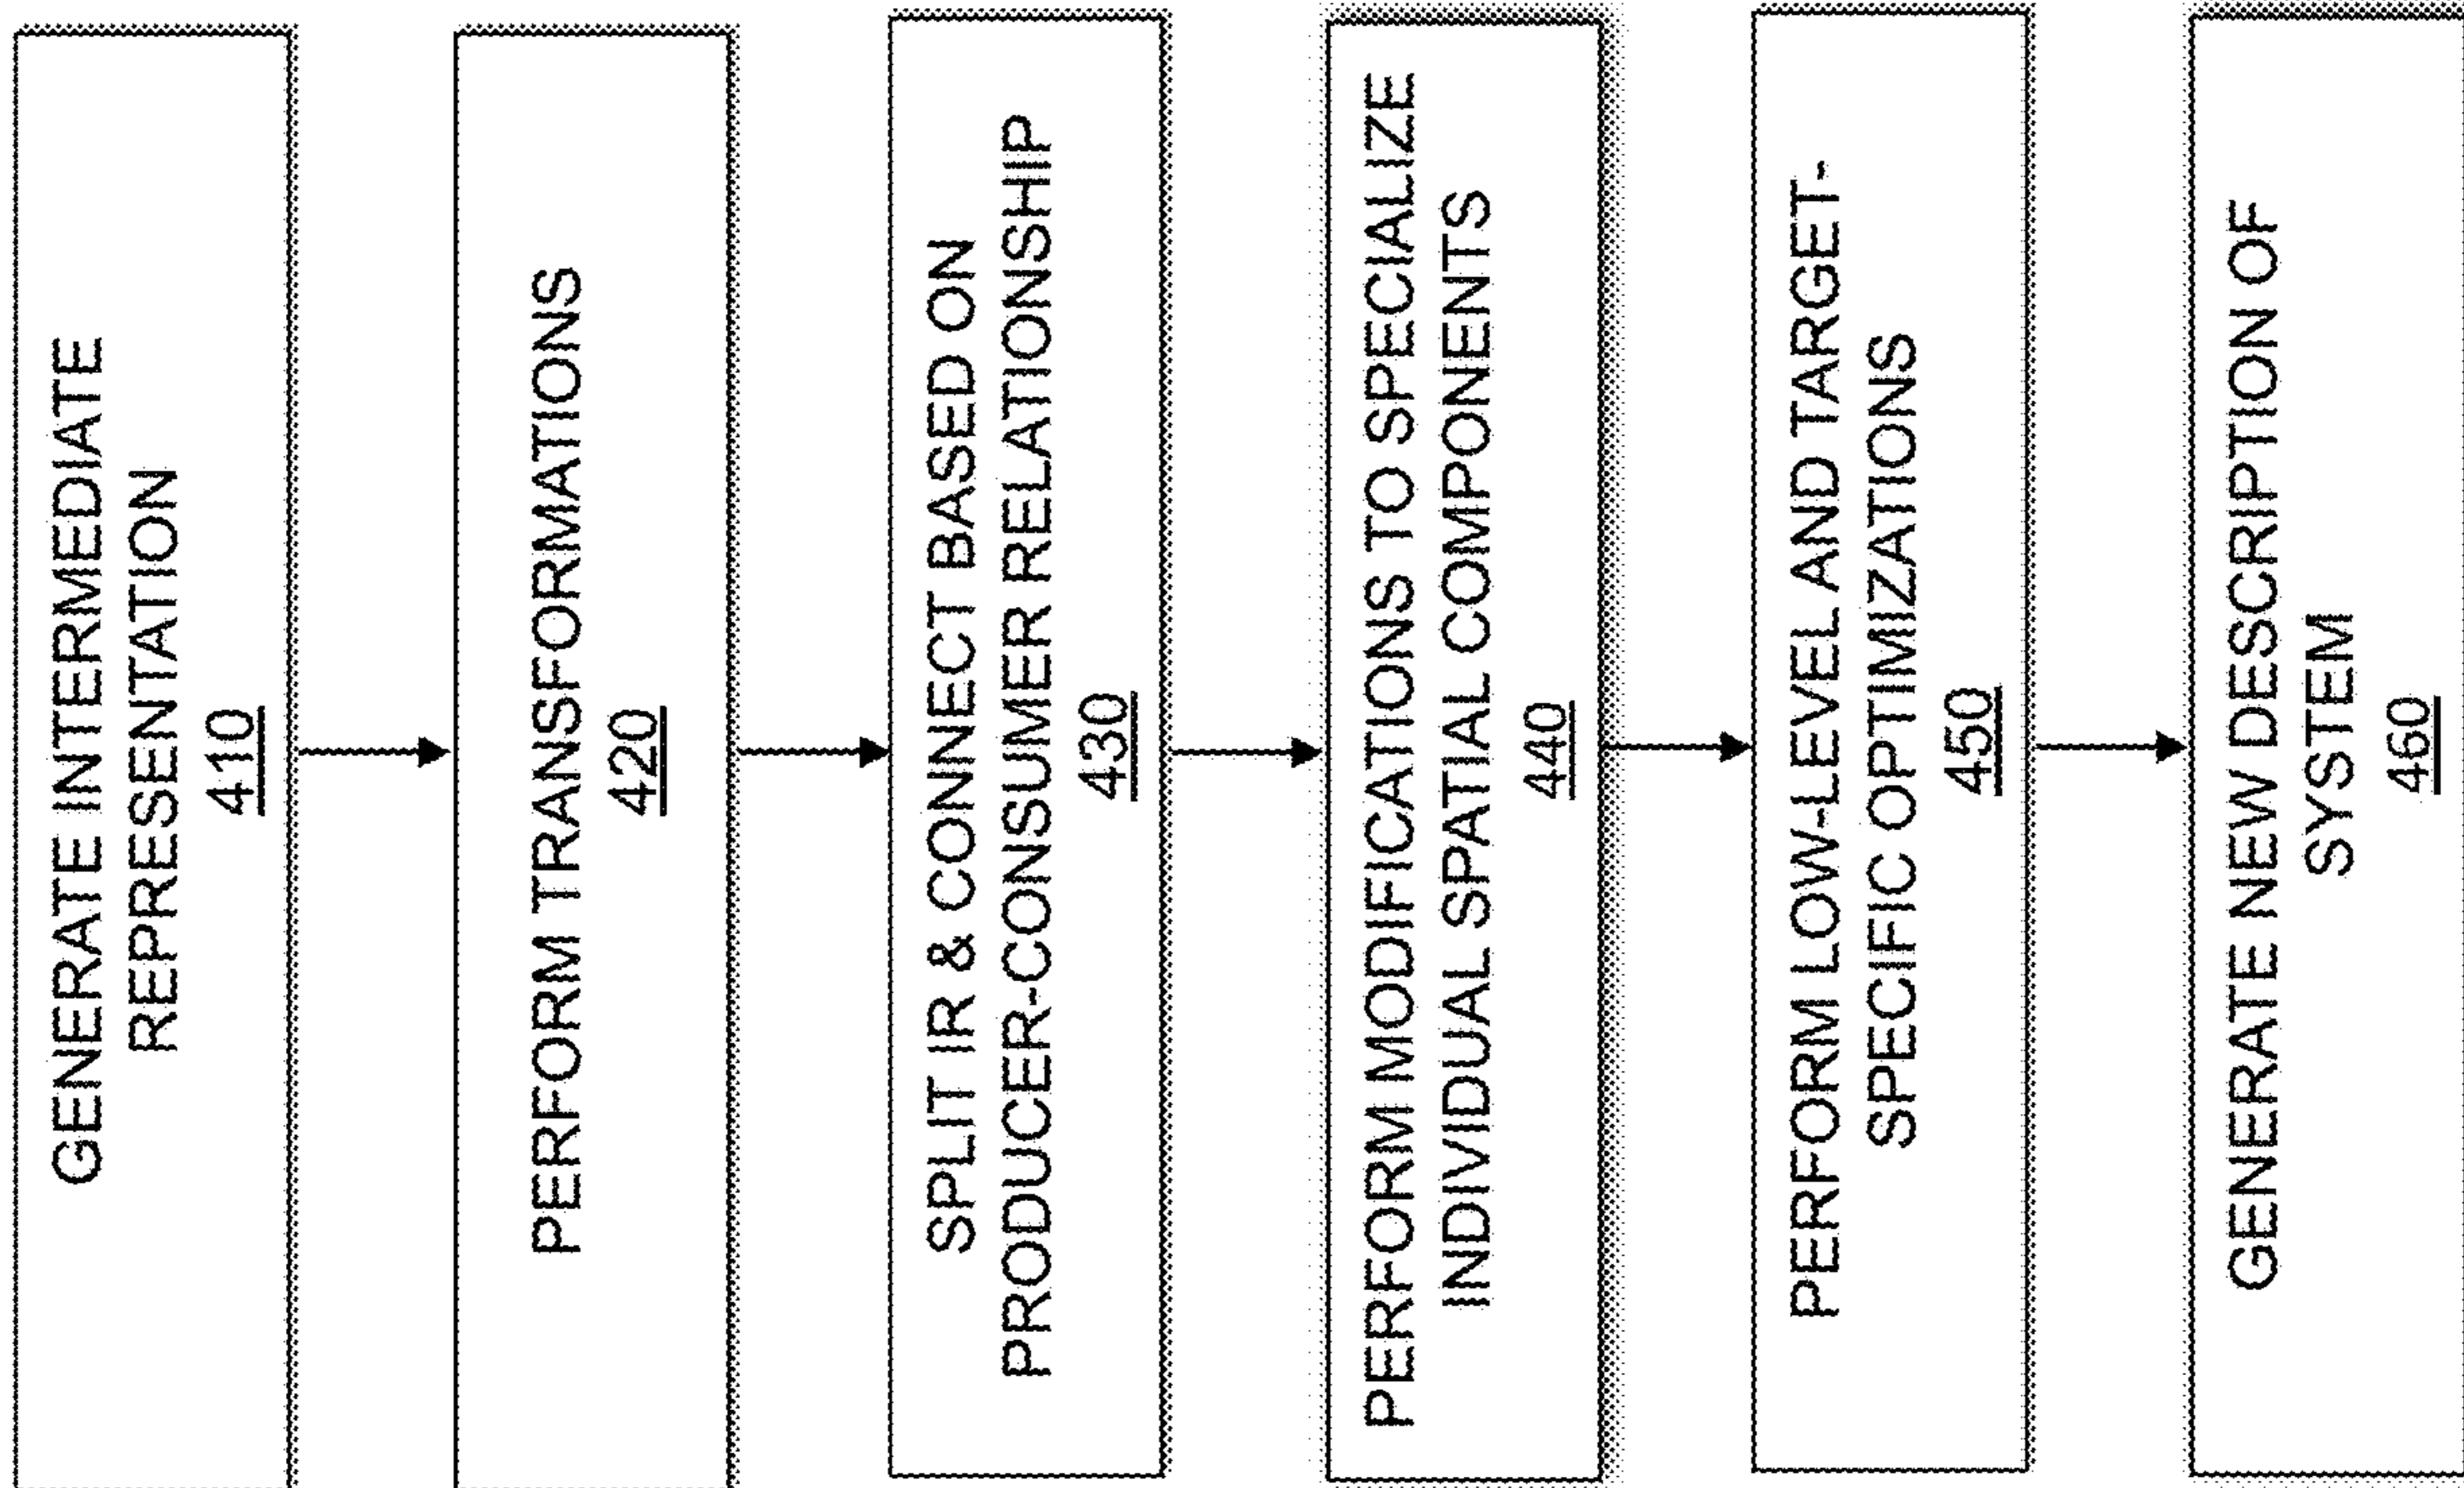 GENERATE INTERMEDIATE
REPRESENTATION
410
PERFORM TRANSFORMATIONS
420
SPLIT IR & CONNECT BASED ON
PRODUCER-CONSUMER RELATIONSHIP
430
PERFORM MODIFICATIONS TO SPECIALIZE
INDIVIDUAL SPATIAL COMPONENTS
440
PERFORM LOW-LEVEL AND TARGET-
SPECIFIC OPTIMIZATIONS
450
GENERATE NEW DESCRIPTION OF
SYSTEM
460